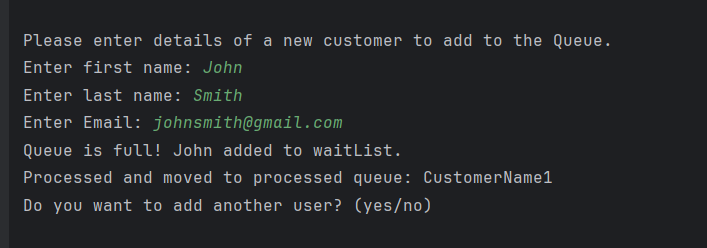 Please enter details of a new customer to add to the Queue.
Enter first name: John
Enter last name: Smith
Enter Email: johnsmith@gmail.com
Queue is full! John added to waitList.
Processed and moved to processed queue: CustomerName1
Do you want to add another user? (yes/no)